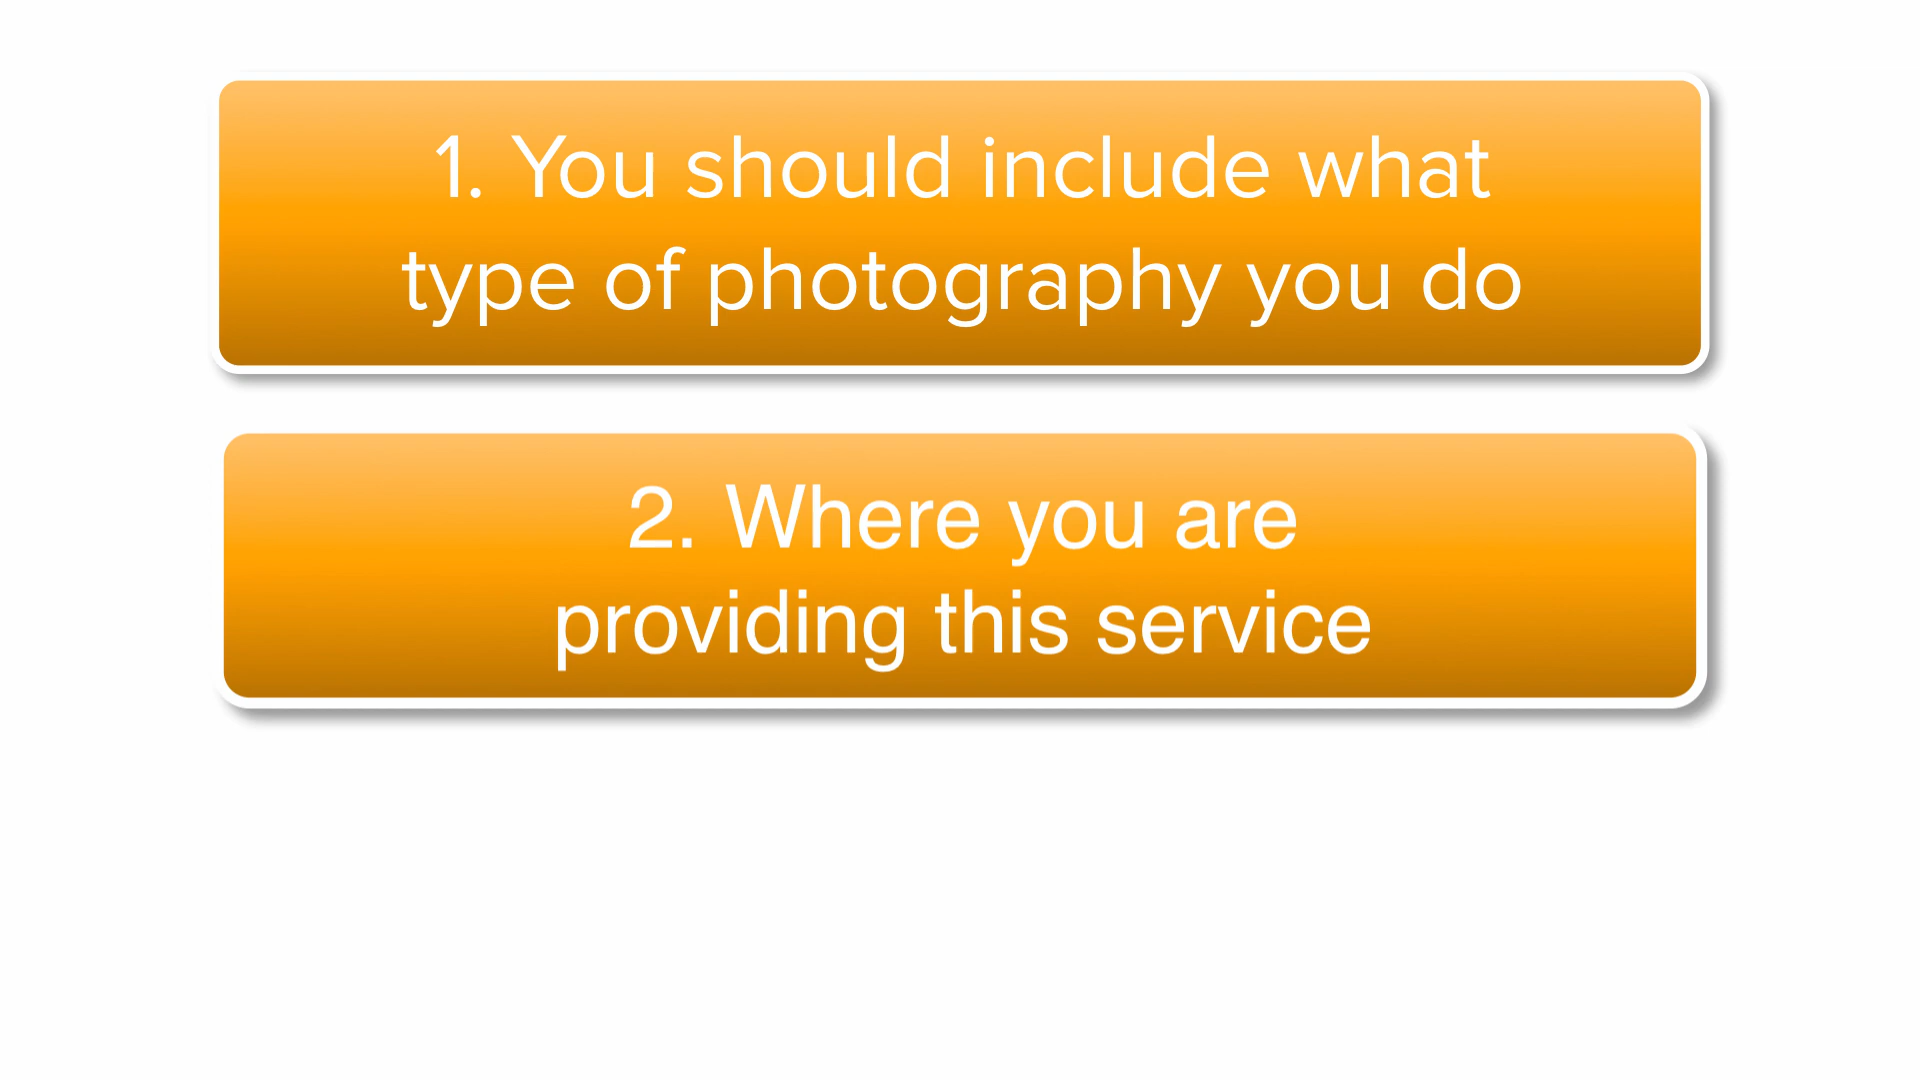 1. You should include what
type of photography you do
2. Where you are
providing this service